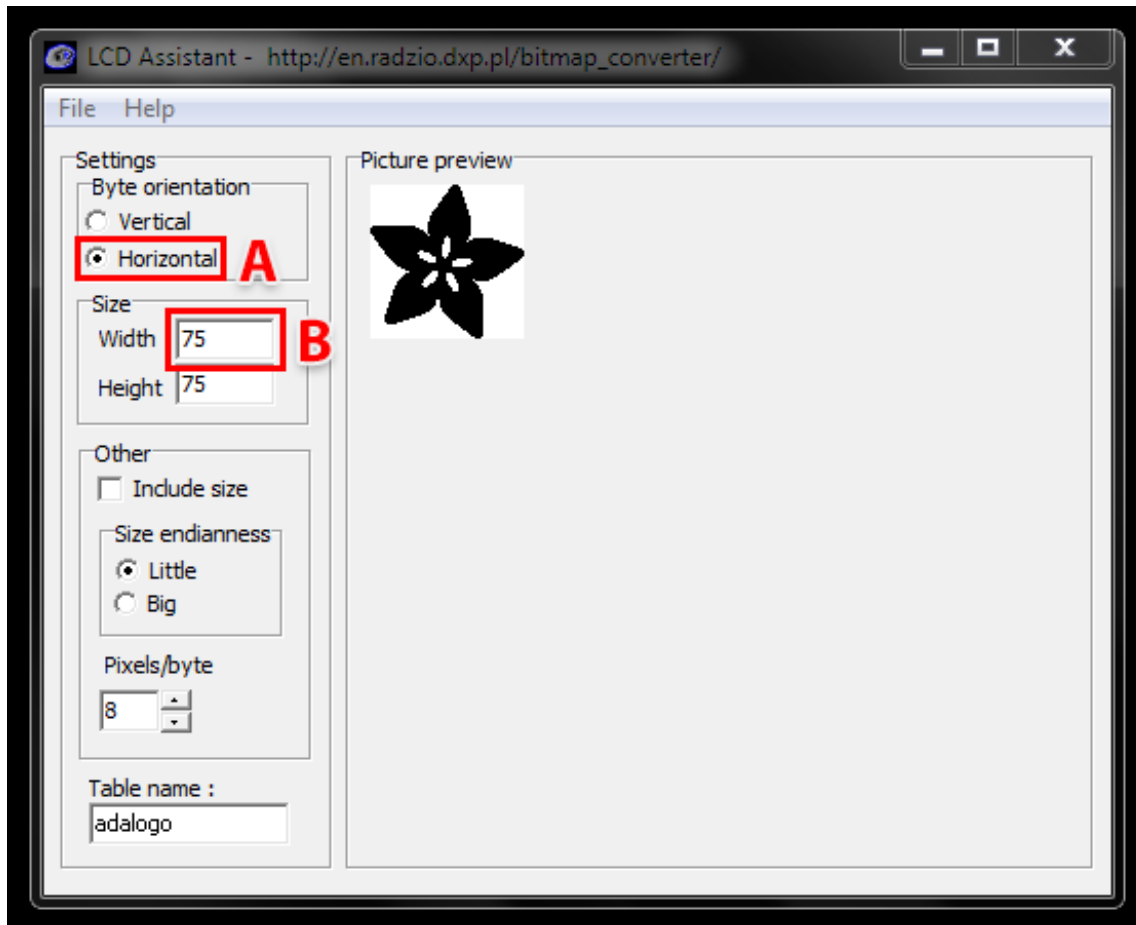 LCD Assistant - http://en.radzio.dxp.pl/bitmap_converter/
File Help
Settings
Byte orientation
Vertical
Horizontal
A
Size
Width 75
B
Height 75
Other
Include size
Size endianness
Little
Big
Pixels/byte
8
Table name :
adalogo
Picture preview